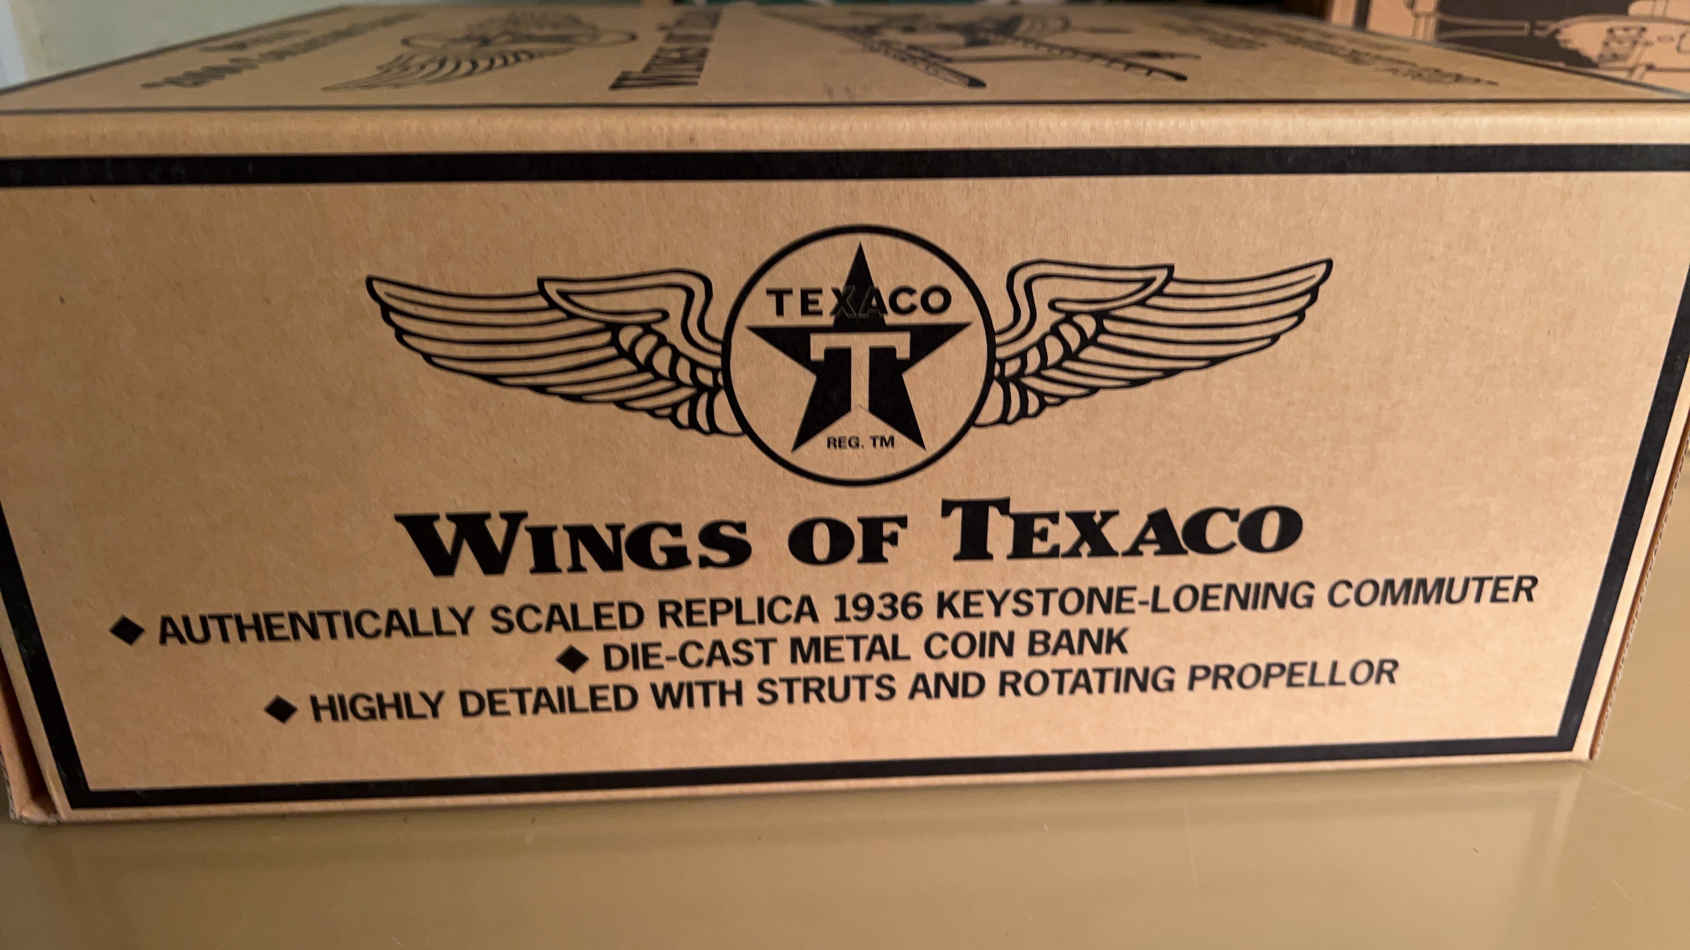 TEXACO
T
REG. TM
WINGS OF TEXACO
◆ AUTHENTICALLY SCALED REPLICA 1936 KEYSTONE-LOENING COMMUTER
◆ DIE-CAST METAL COIN BANK
◆ HIGHLY DETAILED WITH STRUTS AND ROTATING PROPELLOR